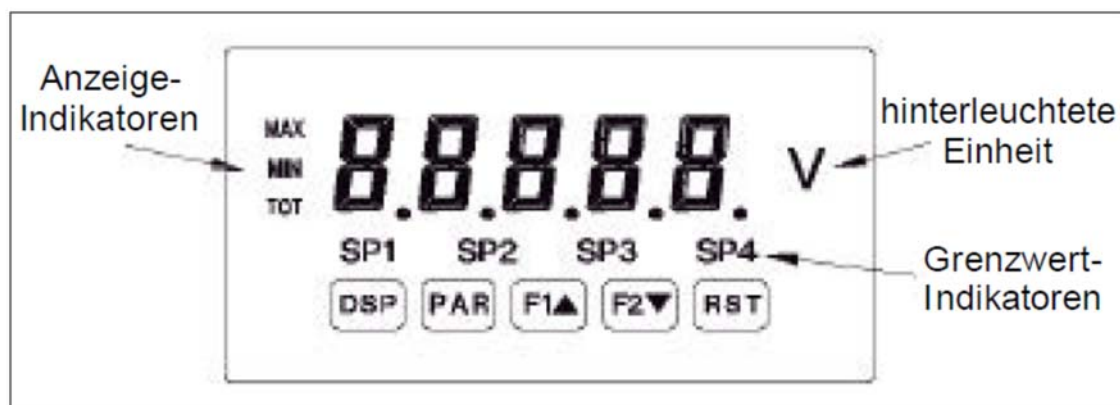 Anzeige-
Indikatoren
MAX
MIN
TOT
8.8.8.8.8.
V
hinterleuchtete
Einheit
SP1 SP2 SP3 SP4
Grenzwert-
Indikatoren
DSP PAR F1▲ F2▼ RST